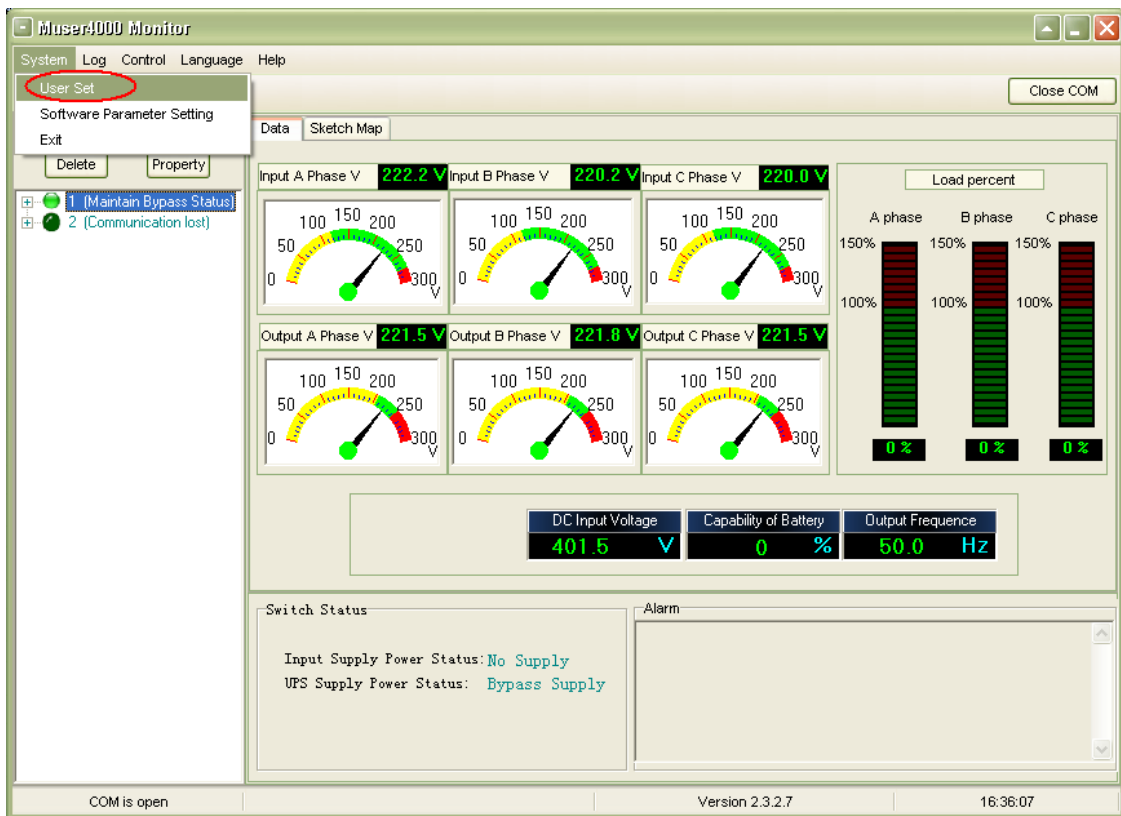 Muser4000 Monitor
System Log Control Language Help
User Set
Software Parameter Setting
Exit
Close COM
Delete Property
1 (Maintain Bypass Status)
2 (Communication lost)
Data Sketch Map
Input A Phase V 222.2 V Input B Phase V 220.2 V Input C Phase V 220.0 V
0 50 100 150 200 250 300 V
0 50 100 150 200 250 300 V
0 50 100 150 200 250 300 V
Output A Phase V 221.5 V Output B Phase V 221.8 V Output C Phase V 221.5 V
0 50 100 150 200 250 300 V
0 50 100 150 200 250 300 V
0 50 100 150 200 250 300 V
Load percent
A phase B phase C phase
150% 150% 150%
100% 100% 100%
0 % 0 % 0 %
DC Input Voltage Capability of Battery Output Frequence
401.5 V 0 % 50.0 Hz
Switch Status
Input Supply Power Status: No Supply
UPS Supply Power Status: Bypass Supply
Alarm
COM is open Version 2.3.2.7 16:36:07